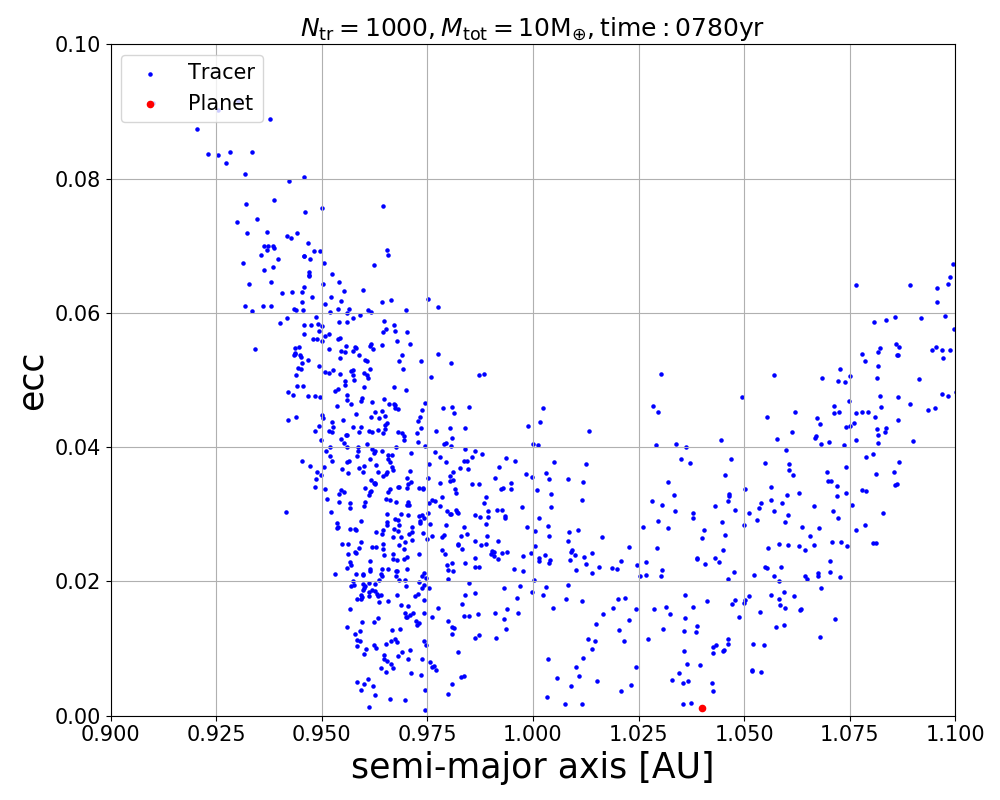 N_tr = 1000, M_tot = 10M_⊕, time : 0780yr
Tracer
Planet
ecc
0.10
0.08
0.06
0.04
0.02
0.00
0.900 0.925 0.950 0.975 1.000 1.025 1.050 1.075 1.100
semi-major axis [AU]